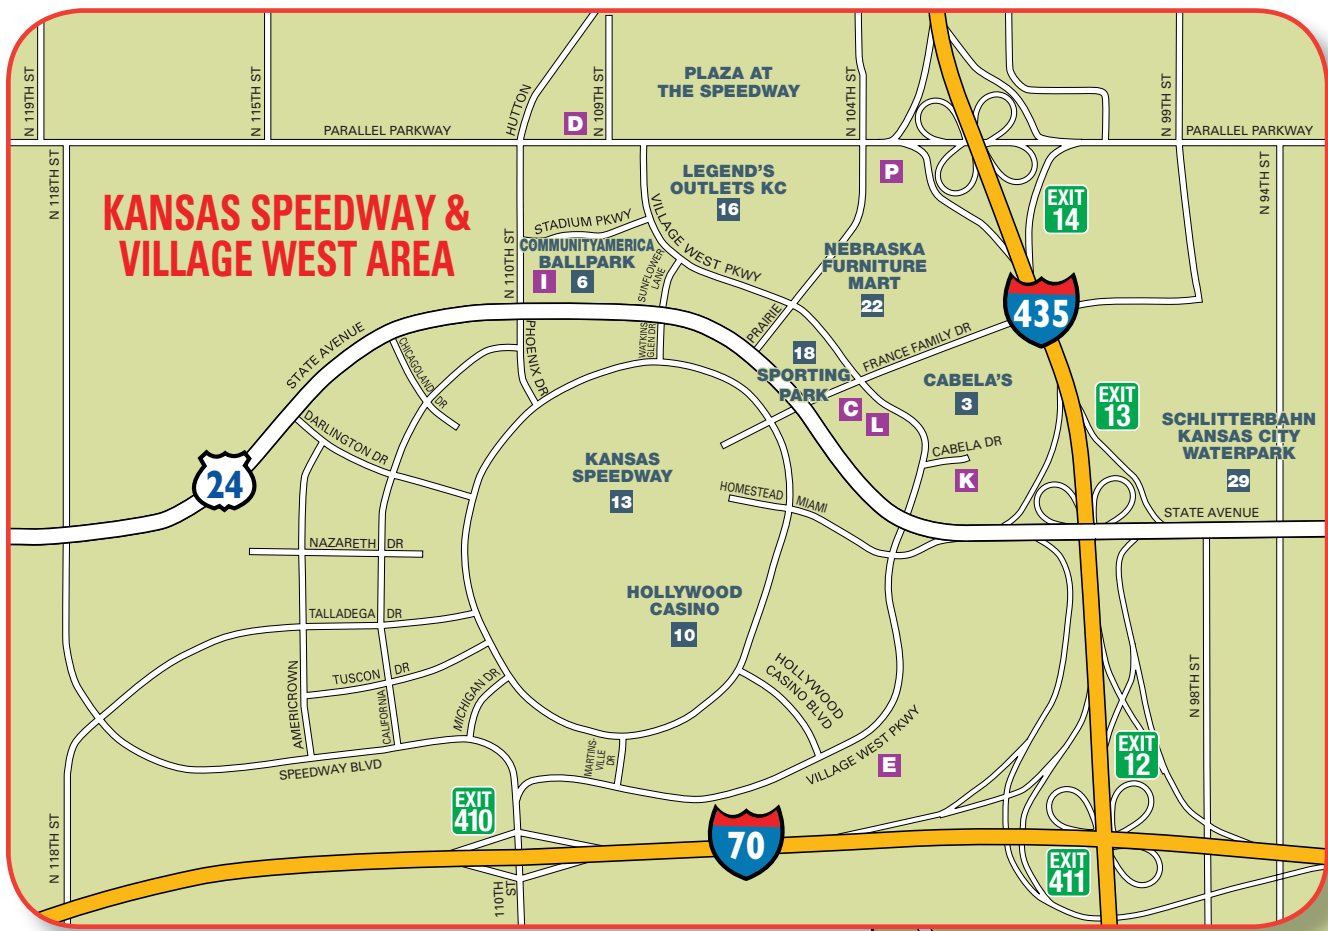 N 119TH ST
N 115TH ST
HUTTON
N 109TH ST
PLAZA AT
THE SPEEDWAY
N 104TH ST
N 99TH ST
D
PARALLEL PARKWAY
PARALLEL PARKWAY
N 118TH ST
N 94TH ST
P
LEGEND'S
OUTLETS KC
16
EXIT
14
KANSAS SPEEDWAY &
VILLAGE WEST AREA
STADIUM PKWY
VILLAGE WEST PKWY
N 110TH ST
COMMUNITYAMERICA
BALLPARK
I
6
SUNFLOWER
LANE
NEBRASKA
FURNITURE
MART
22
435
STATE AVENUE
CHICAGOLAND DR
PHOENIX DR
WATKINS
GLEN DR
PRAIRIE
FRANCE FAMILY DR
18
SPORTING
PARK
CABELA'S
3
C
L
EXIT
13
SCHLITTERBAHN
KANSAS CITY
WATERPARK
29
DARLINGTON DR
CABELA DR
K
24
KANSAS
SPEEDWAY
13
HOMESTEAD
MIAMI
STATE AVENUE
NAZARETH DR
HOLLYWOOD
CASINO
10
TALLADEGA DR
TUSCON DR
AMERICROWN
CALIFORNIA
MICHIGAN DR
HOLLYWOOD
CASINO BLVD
N 98TH ST
MARTINS-
VILLE
DR
VILLAGE WEST PKWY
E
SPEEDWAY BLVD
EXIT
12
EXIT
410
N 118TH ST
70
EXIT
411
110TH
ST